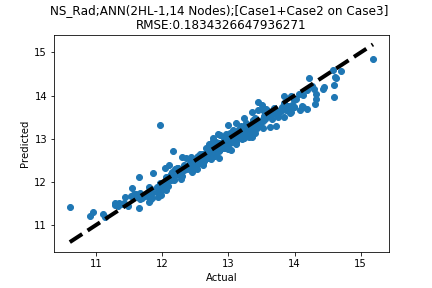 NS_Rad;ANN(2HL-1,14 Nodes);[Case1+Case2 on Case3]
RMSE:0.1834326647936271
15
14
13
12
11
Predicted
11 12 13 14 15
Actual